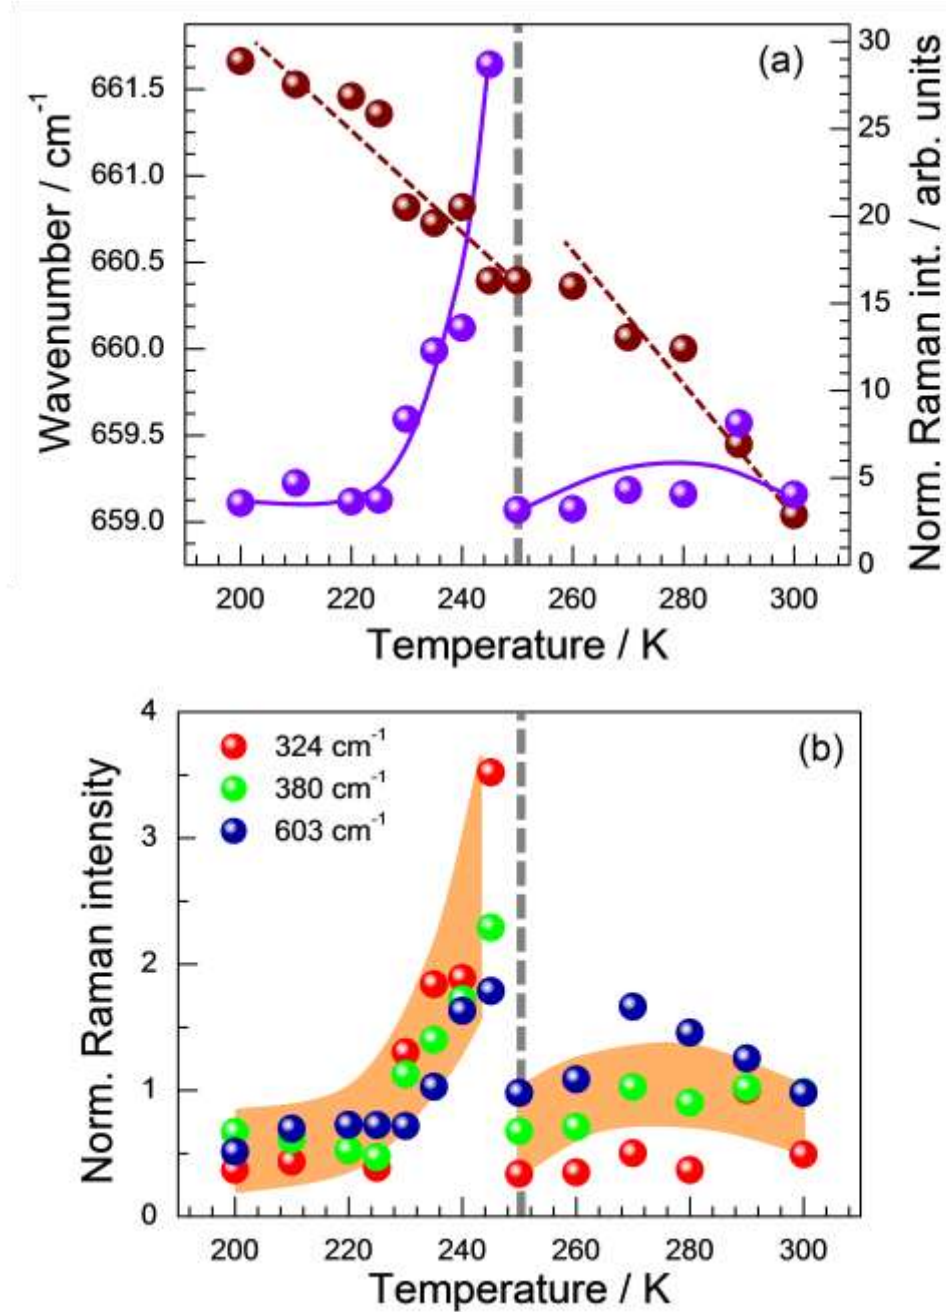 (a)
Wavenumber / cm⁻¹
661.5
661.0
660.5
660.0
659.5
659.0
30
25
20
15
10
5
0
Norm. Raman int. / arb. units
200 220 240 260 280 300
Temperature / K
(b)
324 cm⁻¹
380 cm⁻¹
603 cm⁻¹
Norm. Raman intensity
4
3
2
1
0
200 220 240 260 280 300
Temperature / K